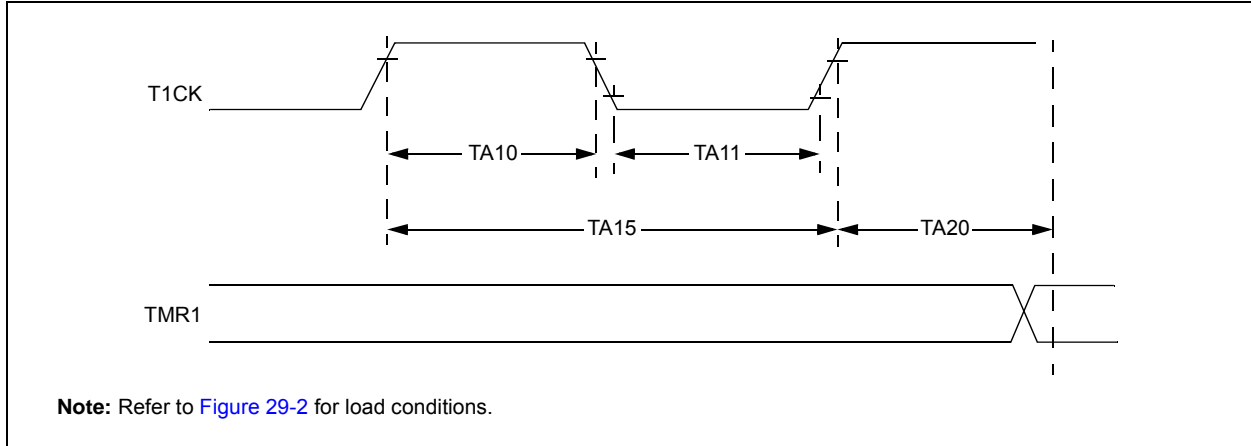 T1CK
TA10
TA11
TA15
TA20
TMR1
Note: Refer to Figure 29-2 for load conditions.